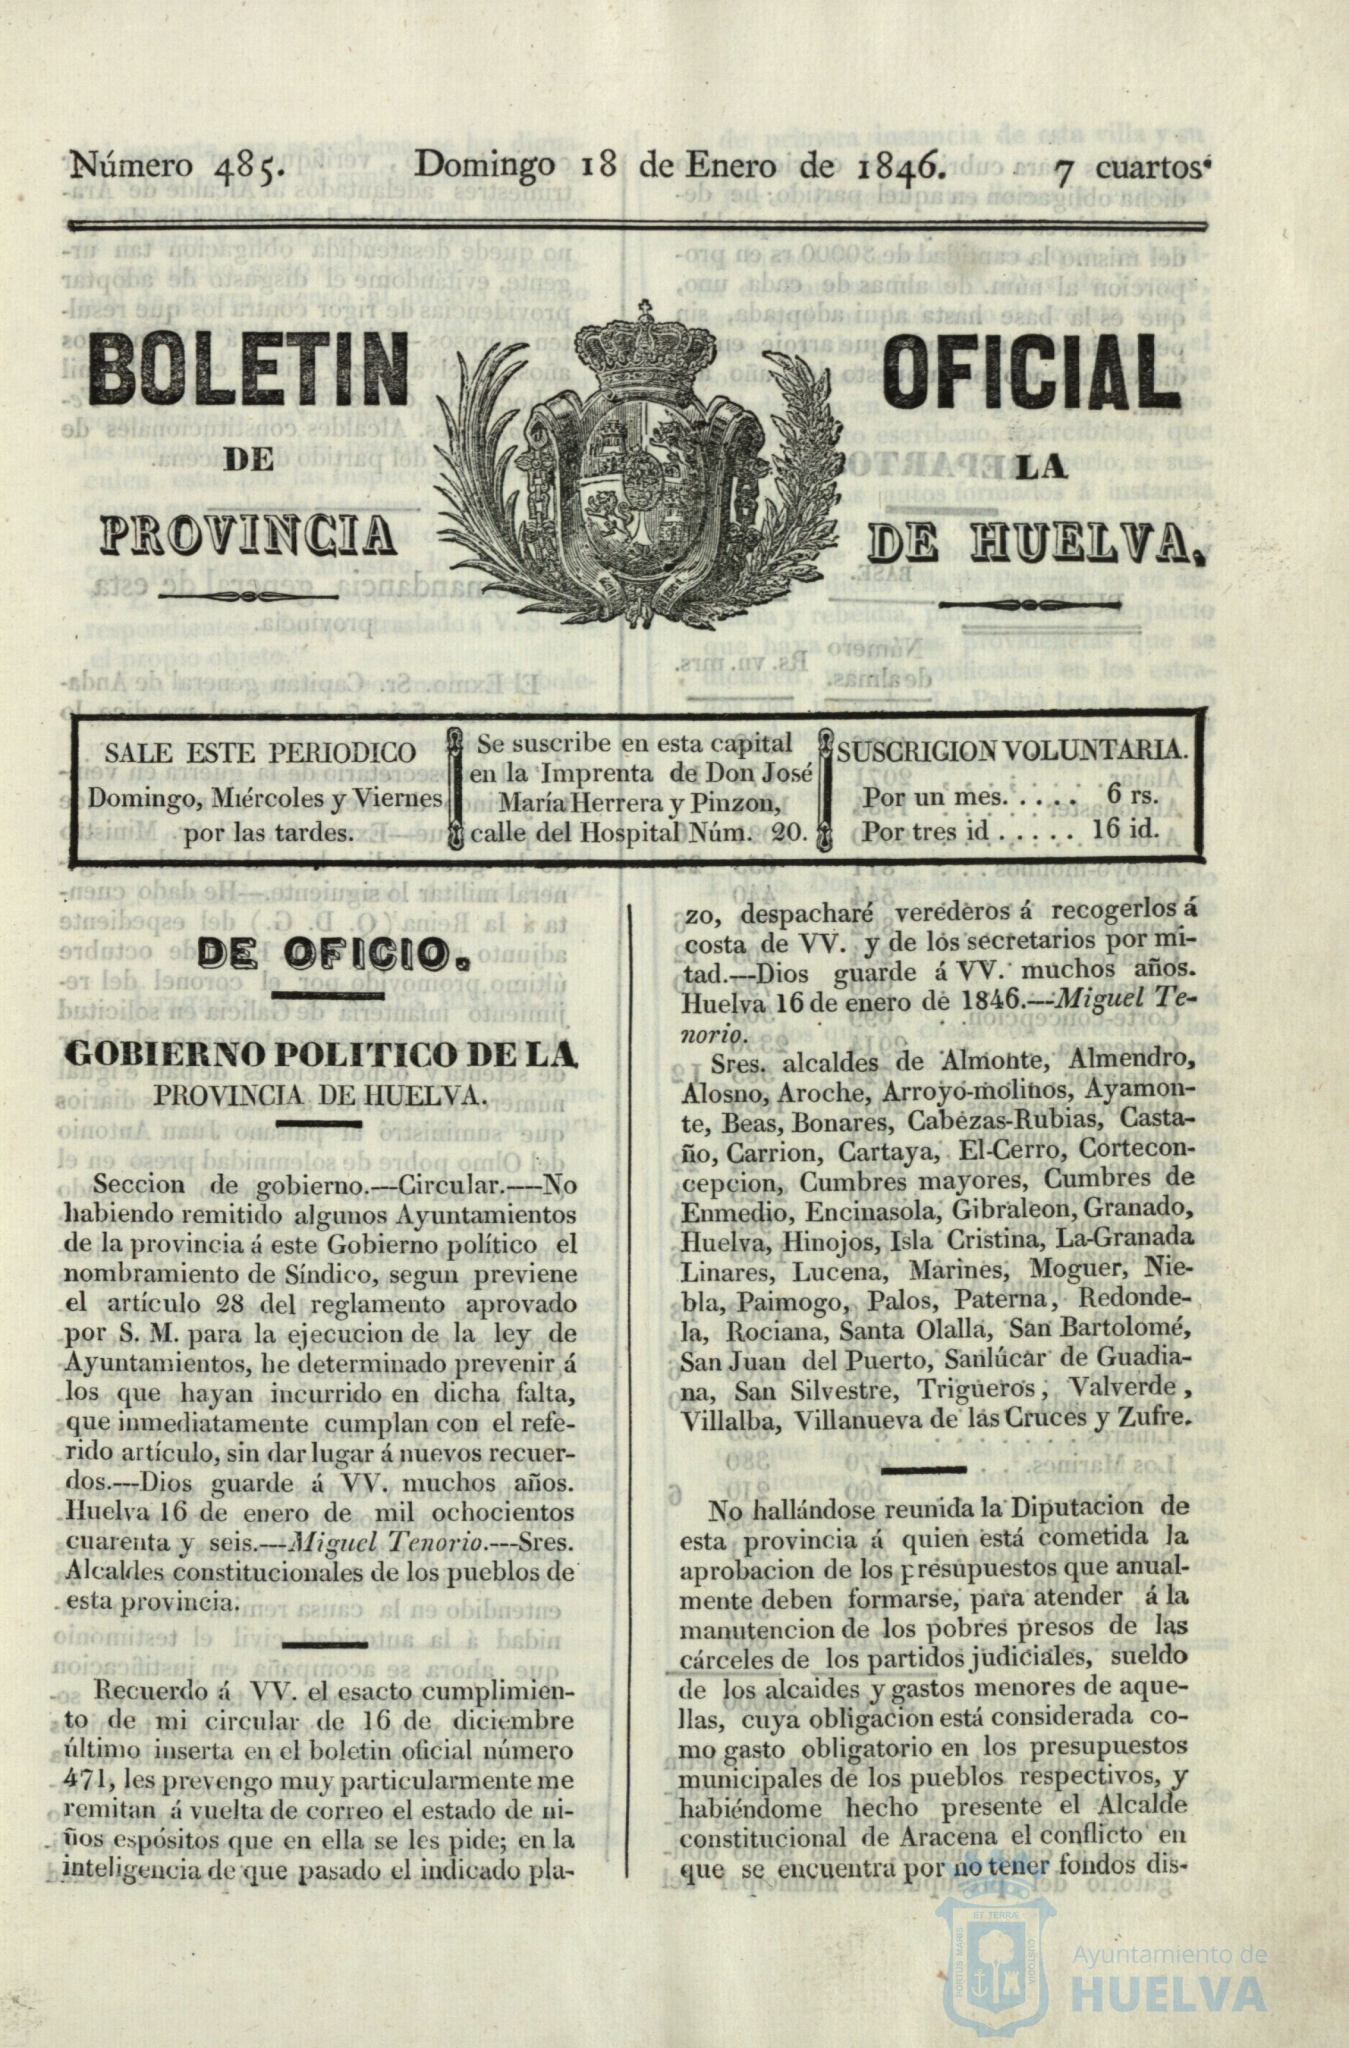 Número 485. Domingo 18 de Enero de 1846. 7 cuartos.
BOLETIN OFICIAL
DE LA
PROVINCIA DE HUELVA.
SALE ESTE PERIODICO
Domingo, Miércoles y Viernes
por las tardes.
Se suscribe en esta capital
en la Imprenta de Don José
María Herrera y Pinzon,
calle del Hospital Núm. 20.
SUSCRIGION VOLUNTARIA.
Por un mes. . . . . 6 rs.
Por tres id . . . . . 16 id.
DE OFICIO.
GOBIERNO POLITICO DE LA
PROVINCIA DE HUELVA.
Seccion de gobierno.—Circular.—No
habiendo remitido algunos Ayuntamientos
de la provincia á este Gobierno político el
nombramiento de Síndico, segun previene
el artículo 28 del reglamento aprovado
por S. M. para la ejecucion de la ley de
Ayuntamientos, he determinado prevenir á
los que hayan incurrido en dicha falta,
que inmediatamente cumplan con el refe-
rido artículo, sin dar lugar á nuevos recuer-
dos.—Dios guarde á VV. muchos años.
Huelva 16 de enero de mil ochocientos
cuarenta y seis.—Miguel Tenorio.—Sres.
Alcaldes constitucionales de los pueblos de
esta provincia.
Recuerdo á VV. el esacto cumplimien-
to de mi circular de 16 de diciembre
último inserta en el boletin oficial número
471, les prevengo muy particularmente me
remitan á vuelta de correo el estado de ni-
ños espósitos que en ella se les pide; en la
inteligencia de que pasado el indicado pla-
zo, despacharé verederos á recogerlos á
costa de VV. y de los secretarios por mi-
tad.—Dios guarde á VV. muchos años.
Huelva 16 de enero de 1846.—Miguel Te-
norio.
Sres. alcaldes de Almonte, Almendro,
Alosno, Aroche, Arroyo-molinos, Ayamon-
te, Beas, Bonares, Cabezas-Rubias, Casta-
ño, Carrion, Cartaya, El-Cerro, Cortecon-
cepcion, Cumbres mayores, Cumbres de
Enmedio, Encinasola, Gibraleon, Granado,
Huelva, Hinojos, Isla Cristina, La-Granada
Linares, Lucena, Marines, Moguer, Nie-
bla, Paimogo, Palos, Paterna, Redonde-
la, Rociana, Santa Olalla, San Bartolomé,
San Juan del Puerto, Sanlúcar de Guadia-
na, San Silvestre, Trigueros, Valverde,
Villalba, Villanueva de las Cruces y Zufre.
No hallándose reunida la Diputacion de
esta provincia á quien está cometida la
aprobacion de los presupuestos que anual-
mente deben formarse, para atender á la
manutencion de los pobres presos de las
cárceles de los partidos judiciales, sueldo
de los alcaides y gastos menores de aque-
llas, cuya obligacion está considerada co-
mo gasto obligatorio en los presupuestos
municipales de los pueblos respectivos, y
habiéndome hecho presente el Alcalde
constitucional de Aracena el conflicto en
que se encuentra por no tener fondos dis-
PORTUS MARIS ET TERRÆ CUSTODIA
Ayuntamiento de
HUELVA